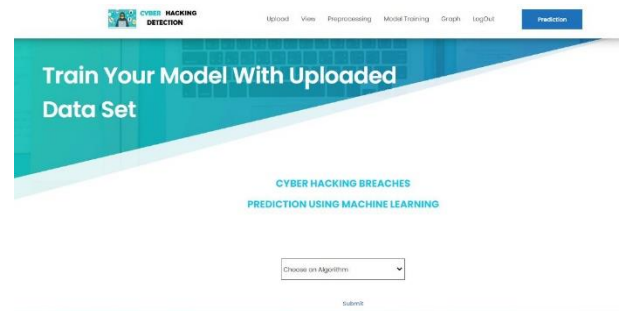 CYBER HACKING
DETECTION
Upload View Preprocessing Model Training Graph LogOut Prediction
Train Your Model With Uploaded
Data Set
CYBER HACKING BREACHES
PREDICTION USING MACHINE LEARNING
Choose an Algorithm
Submit